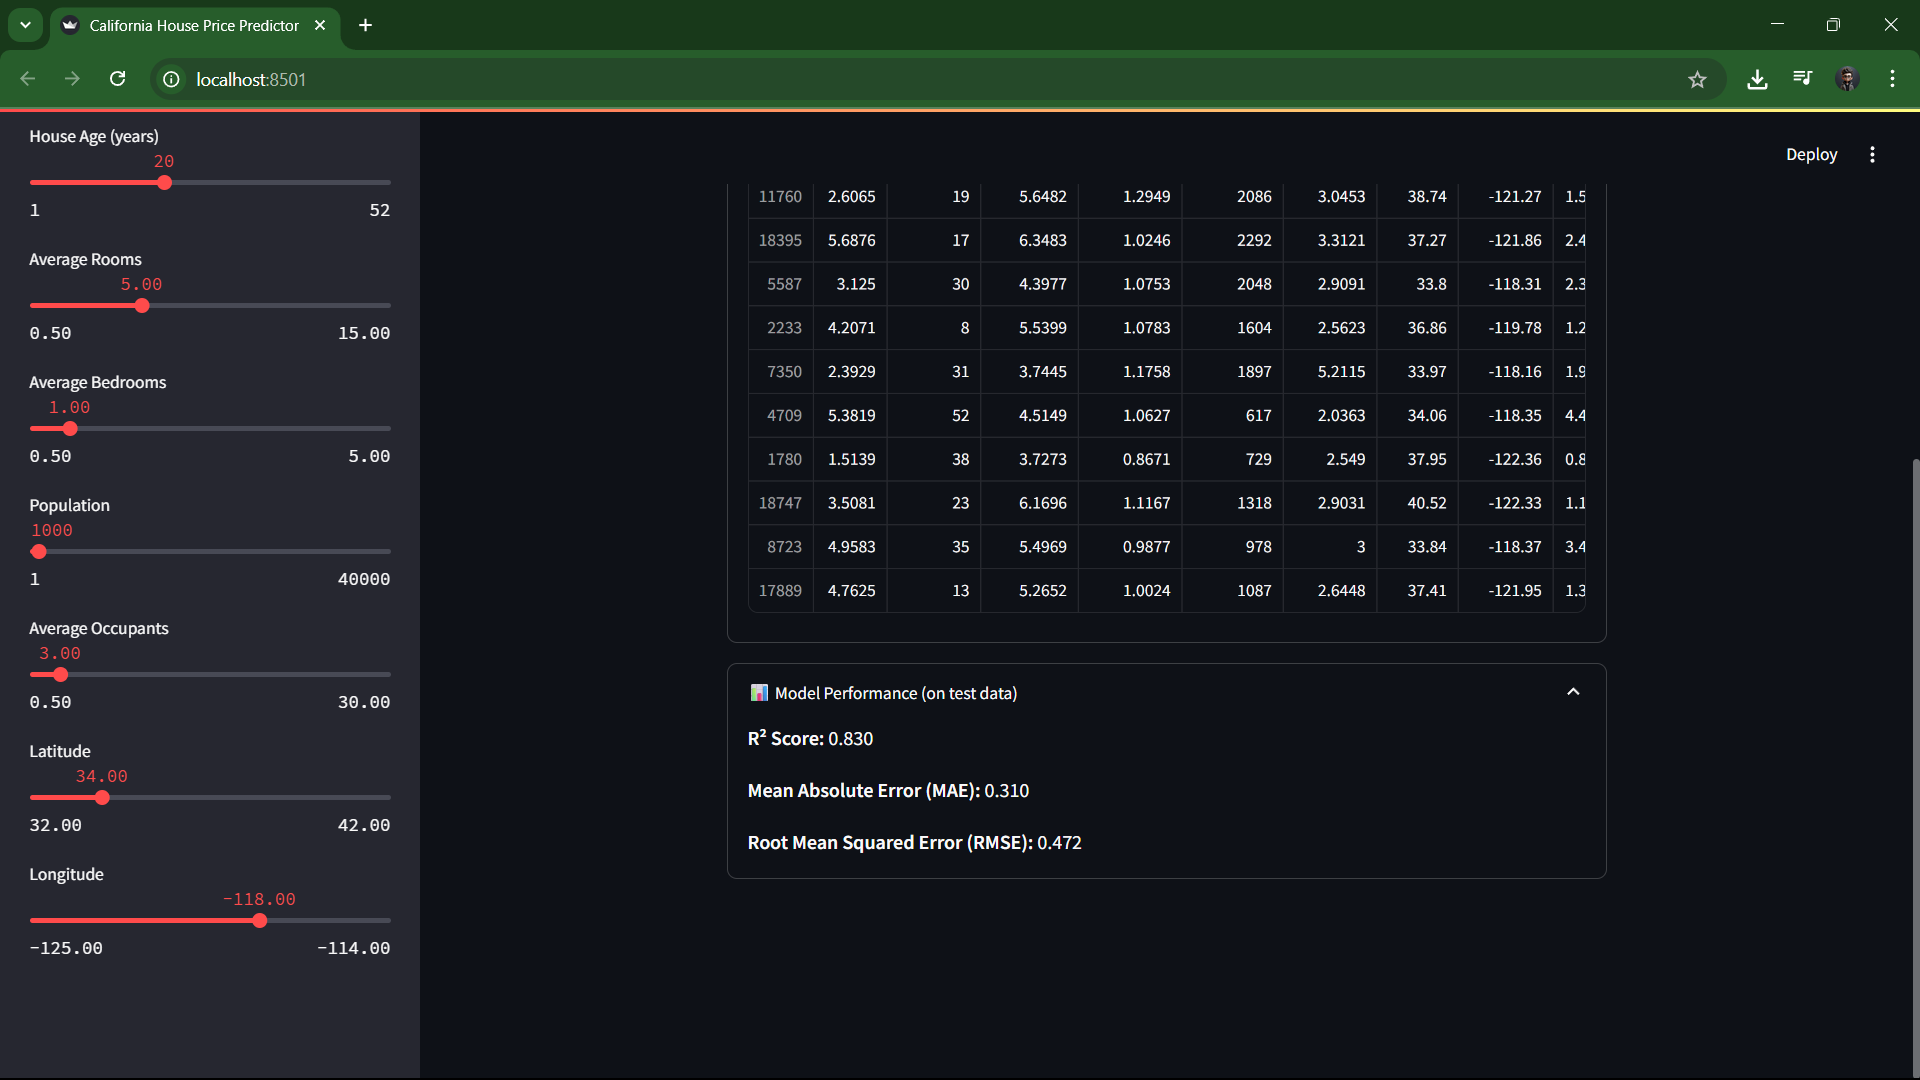 California House Price Predictor
localhost:8501
House Age (years)
20
1 52
Average Rooms
5.00
0.50 15.00
Average Bedrooms
1.00
0.50 5.00
Population
1000
1 40000
Average Occupants
3.00
0.50 30.00
Latitude
34.00
32.00 42.00
Longitude
-118.00
-125.00 -114.00
Deploy
11760 2.6065 19 5.6482 1.2949 2086 3.0453 38.74 -121.27 1.5
18395 5.6876 17 6.3483 1.0246 2292 3.3121 37.27 -121.86 2.4
5587 3.125 30 4.3977 1.0753 2048 2.9091 33.8 -118.31 2.3
2233 4.2071 8 5.5399 1.0783 1604 2.5623 36.86 -119.78 1.2
7350 2.3929 31 3.7445 1.1758 1897 5.2115 33.97 -118.16 1.9
4709 5.3819 52 4.5149 1.0627 617 2.0363 34.06 -118.35 4.4
1780 1.5139 38 3.7273 0.8671 729 2.549 37.95 -122.36 0.8
18747 3.5081 23 6.1696 1.1167 1318 2.9031 40.52 -122.33 1.1
8723 4.9583 35 5.4969 0.9877 978 3 33.84 -118.37 3.4
17889 4.7625 13 5.2652 1.0024 1087 2.6448 37.41 -121.95 1.3
📊 Model Performance (on test data)
R² Score: 0.830
Mean Absolute Error (MAE): 0.310
Root Mean Squared Error (RMSE): 0.472